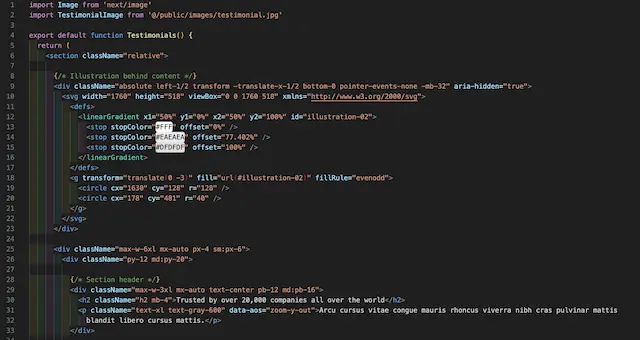 1 import Image from 'next/image'
2 import TestimonialImage from '@/public/images/testimonial.jpg'
3
4 export default function Testimonials() {
5 return (
6 <section className="relative">
7
8 {/* Illustration behind content */}
9 <div className="absolute left-1/2 transform -translate-x-1/2 bottom-0 pointer-events-none -mb-32" aria-hidden="true">
10 <svg width="1760" height="518" viewBox="0 0 1760 518" xmlns="http://www.w3.org/2000/svg">
11 <defs>
12 <linearGradient x1="50%" y1="0%" x2="50%" y2="100%" id="illustration-02">
13 <stop stopColor="#FFF" offset="0%" />
14 <stop stopColor="#EAEAEA" offset="77.402%" />
15 <stop stopColor="#DFDFDF" offset="100%" />
16 </linearGradient>
17 </defs>
18 <g transform="translate(0 -3)" fill="url(#illustration-02)" fillRule="evenodd">
19 <circle cx="1630" cy="128" r="128" />
20 <circle cx="178" cy="481" r="40" />
21 </g>
22 </svg>
23 </div>
24
25 <div className="max-w-6xl mx-auto px-4 sm:px-6">
26 <div className="py-12 md:py-20">
27
28 {/* Section header */}
29 <div className="max-w-3xl mx-auto text-center pb-12 md:pb-16">
30 <h2 className="h2 mb-4">Trusted by over 20,000 companies all over the world</h2>
31 <p className="text-xl text-gray-600" data-aos="zoom-y-out">Arcu cursus vitae congue mauris rhoncus viverra nibh cras pulvinar mattis
32 blandit libero cursus mattis.</p>
33 </div>